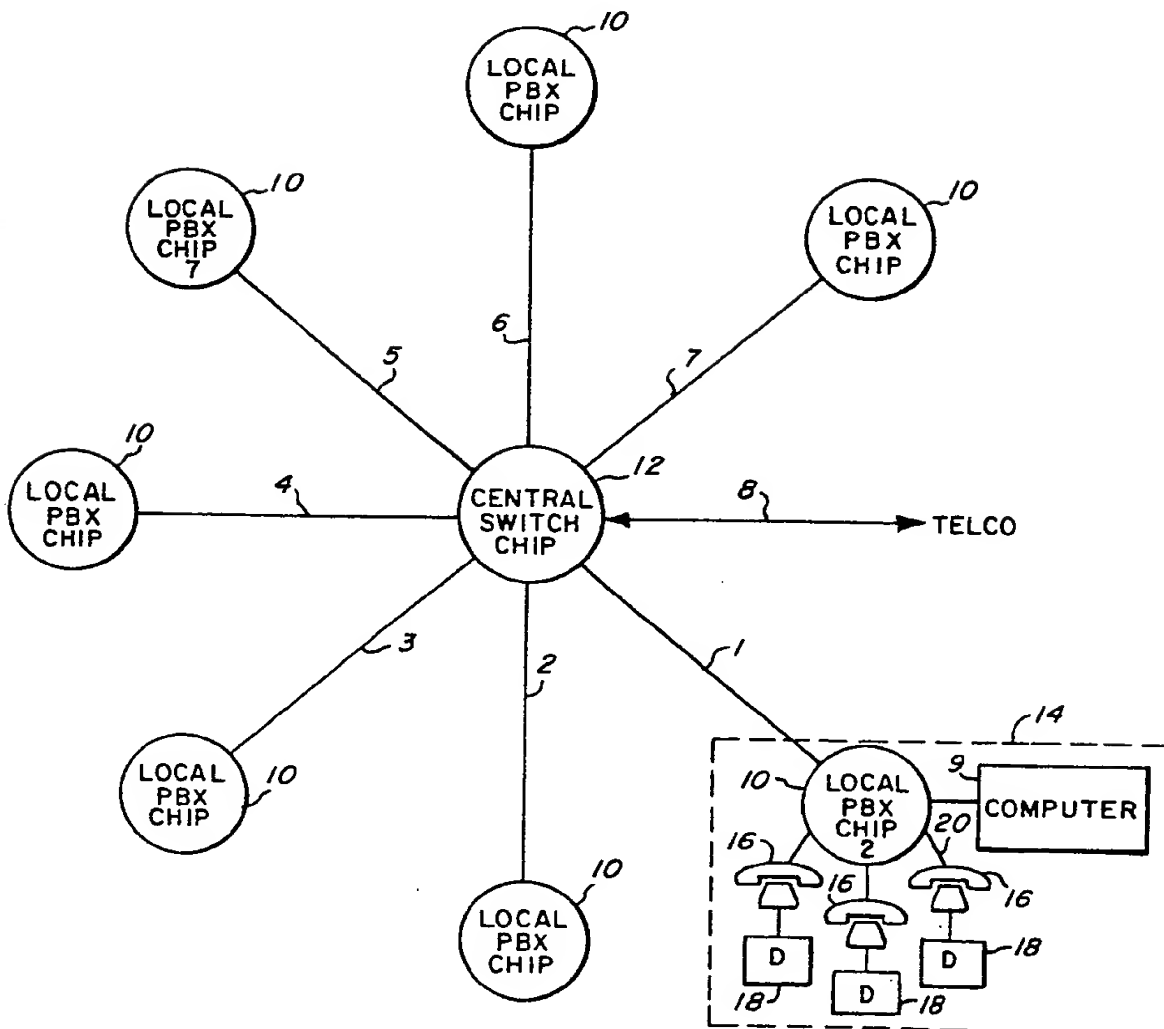 10
LOCAL
PBX
CHIP
10
LOCAL
PBX
CHIP
7
10
LOCAL
PBX
CHIP
6
7
5
10
LOCAL
PBX
CHIP
4
12
CENTRAL
SWITCH
CHIP
8
TELCO
3
2
1
10
LOCAL
PBX
CHIP
14
10
LOCAL
PBX
CHIP
2
9
COMPUTER
20
16
16
16
D
18
D
18
D
18
10
LOCAL
PBX
CHIP